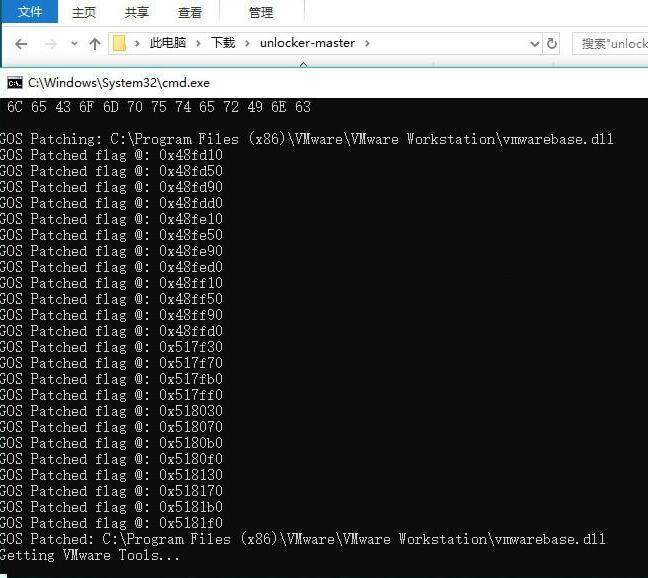 文件 主页 共享 查看 管理
此电脑 下载 unlocker-master 搜索"unlock
C:\Windows\System32\cmd.exe
6C 65 43 6F 6D 70 75 74 65 72 49 6E 63
GOS Patching: C:\Program Files (x86)\VMware\VMware Workstation\vmwarebase.dll
GOS Patched flag @: 0x48fd10
GOS Patched flag @: 0x48fd50
GOS Patched flag @: 0x48fd90
GOS Patched flag @: 0x48fdd0
GOS Patched flag @: 0x48fe10
GOS Patched flag @: 0x48fe50
GOS Patched flag @: 0x48fe90
GOS Patched flag @: 0x48fed0
GOS Patched flag @: 0x48ff10
GOS Patched flag @: 0x48ff50
GOS Patched flag @: 0x48ff90
GOS Patched flag @: 0x48ffd0
GOS Patched flag @: 0x517f30
GOS Patched flag @: 0x517f70
GOS Patched flag @: 0x517fb0
GOS Patched flag @: 0x517ff0
GOS Patched flag @: 0x518030
GOS Patched flag @: 0x518070
GOS Patched flag @: 0x5180b0
GOS Patched flag @: 0x5180f0
GOS Patched flag @: 0x518130
GOS Patched flag @: 0x518170
GOS Patched flag @: 0x5181b0
GOS Patched flag @: 0x5181f0
GOS Patched: C:\Program Files (x86)\VMware\VMware Workstation\vmwarebase.dll
Getting VMware Tools...